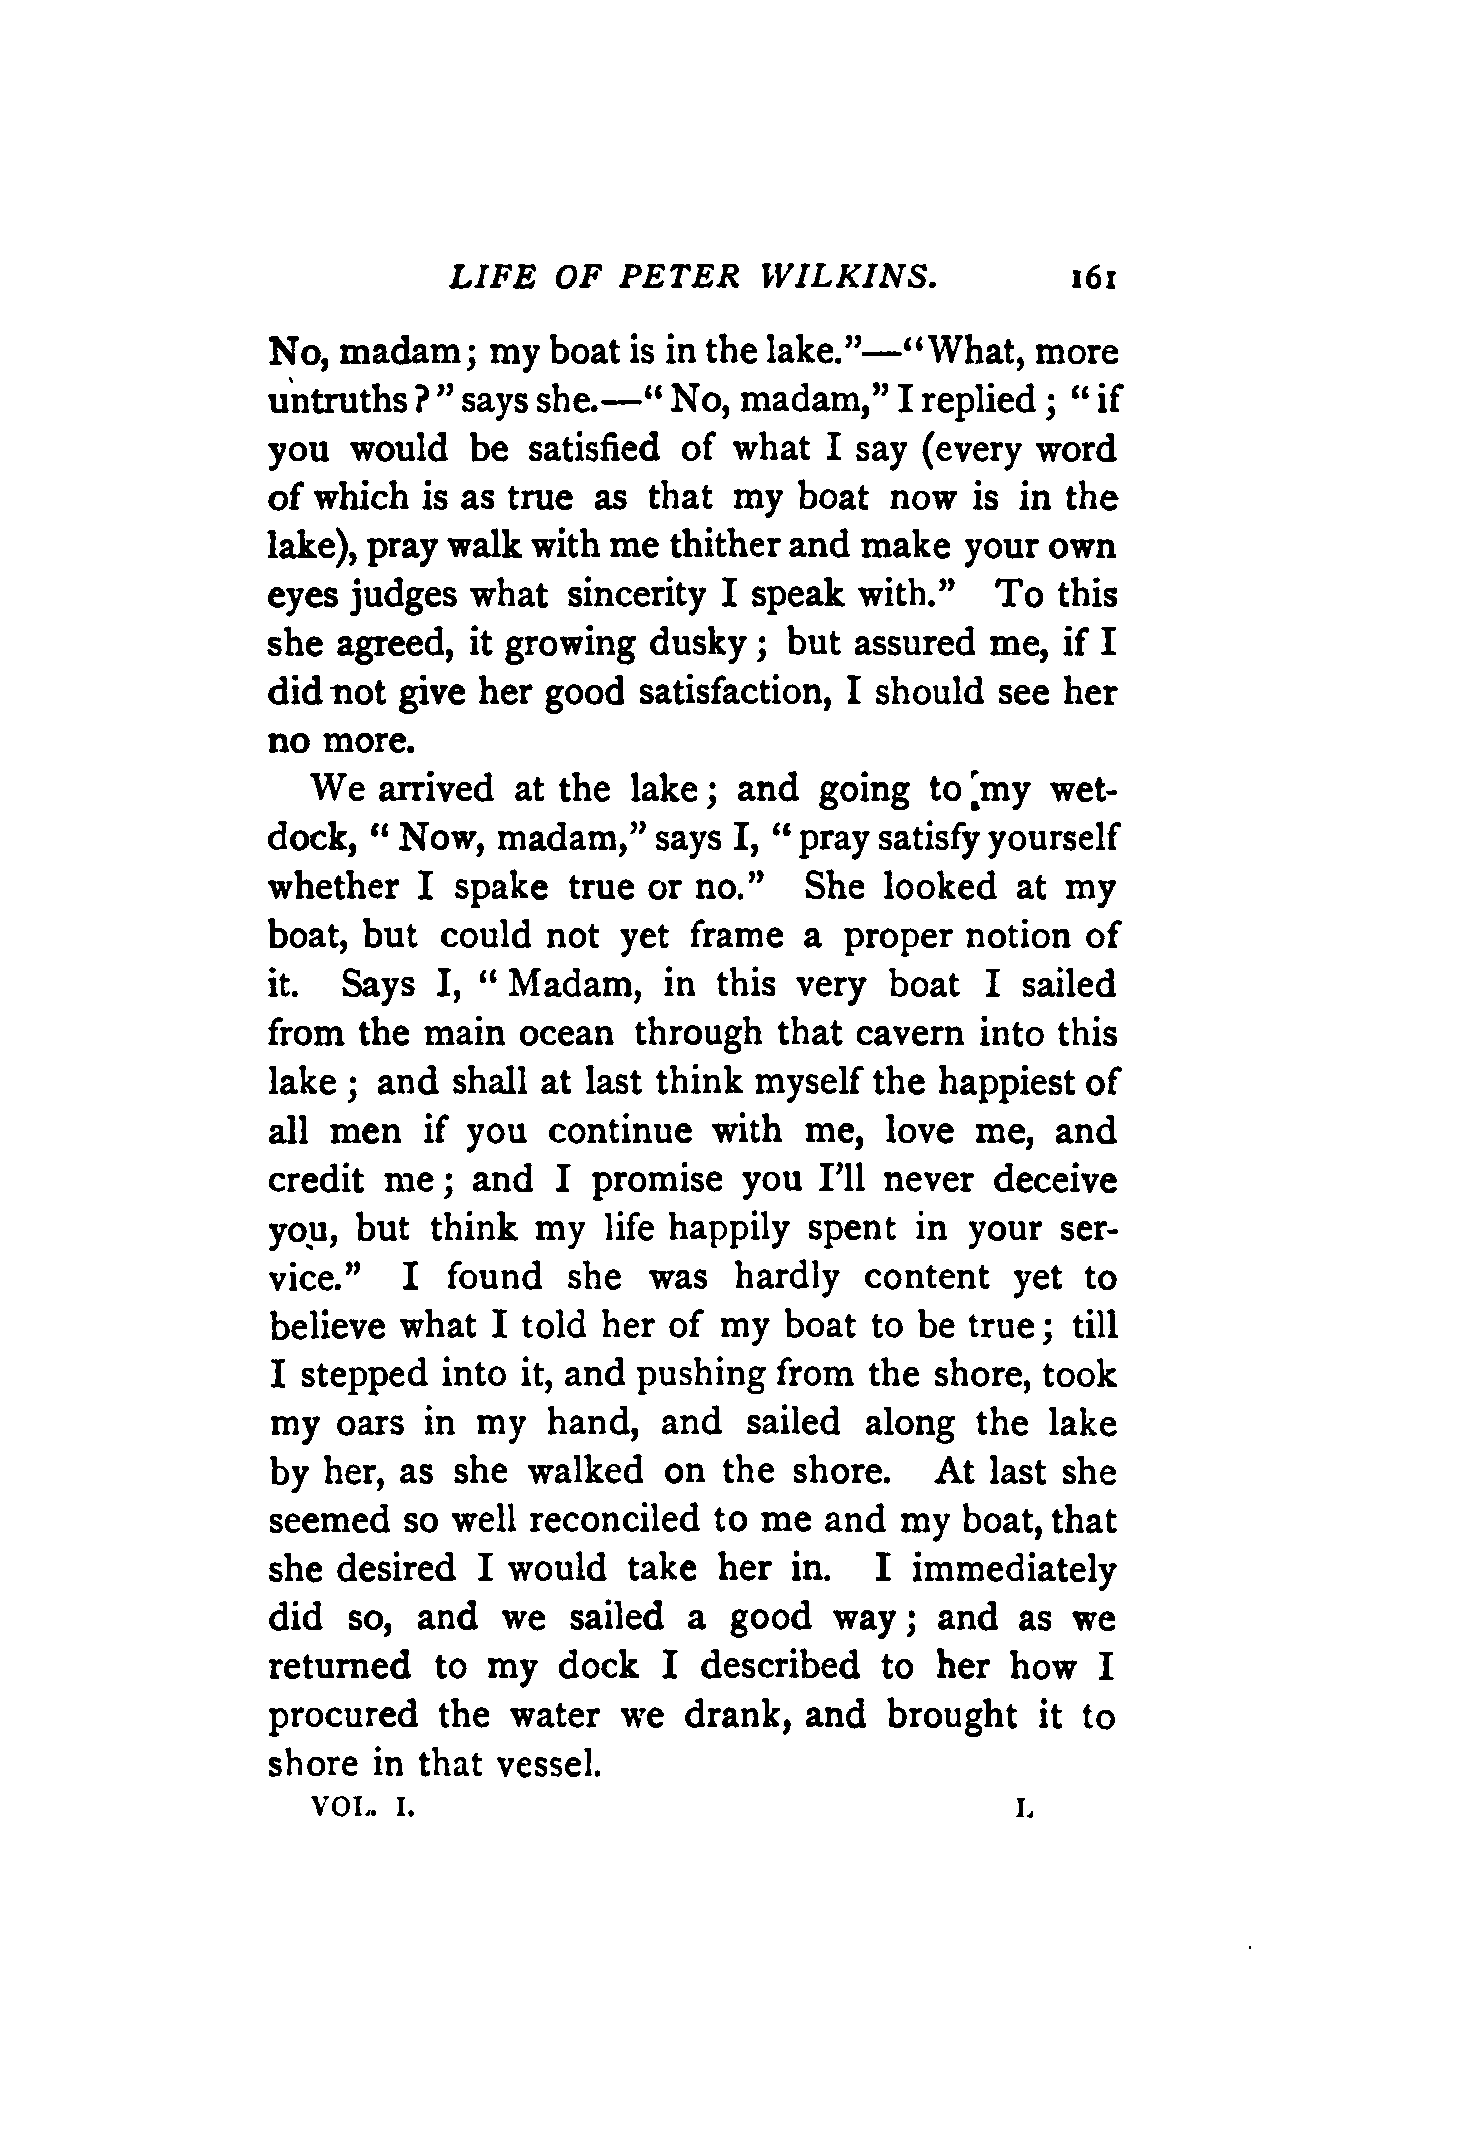 LIFE OF PETER WILKINS. 161
No, madam; my boat is in the lake."—"What, more
untruths?" says she.—"No, madam," I replied; "if
you would be satisfied of what I say (every word
of which is as true as that my boat now is in the
lake), pray walk with me thither and make your own
eyes judges what sincerity I speak with." To this
she agreed, it growing dusky; but assured me, if I
did not give her good satisfaction, I should see her
no more.
We arrived at the lake; and going to my wet-
dock, "Now, madam," says I, "pray satisfy yourself
whether I spake true or no." She looked at my
boat, but could not yet frame a proper notion of
it. Says I, "Madam, in this very boat I sailed
from the main ocean through that cavern into this
lake; and shall at last think myself the happiest of
all men if you continue with me, love me, and
credit me; and I promise you I'll never deceive
you, but think my life happily spent in your ser-
vice." I found she was hardly content yet to
believe what I told her of my boat to be true; till
I stepped into it, and pushing from the shore, took
my oars in my hand, and sailed along the lake
by her, as she walked on the shore. At last she
seemed so well reconciled to me and my boat, that
she desired I would take her in. I immediately
did so, and we sailed a good way; and as we
returned to my dock I described to her how I
procured the water we drank, and brought it to
shore in that vessel.
VOL. I. L